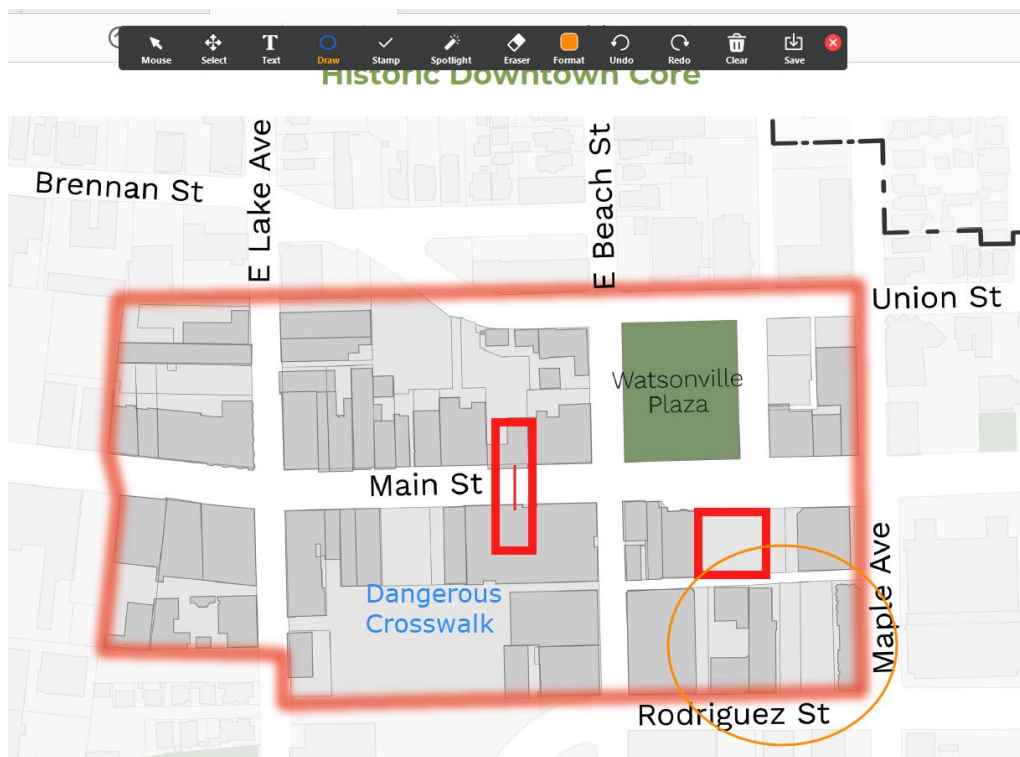 Mouse
Select
Text
Draw
Stamp
Spotlight
Eraser
Format
Undo
Redo
Clear
Save
Historic Downtown Core
Brennan St
E Lake Ave
E Beach St
Union St
Watsonville
Plaza
Main St
Dangerous
Crosswalk
Maple Ave
Rodriguez St